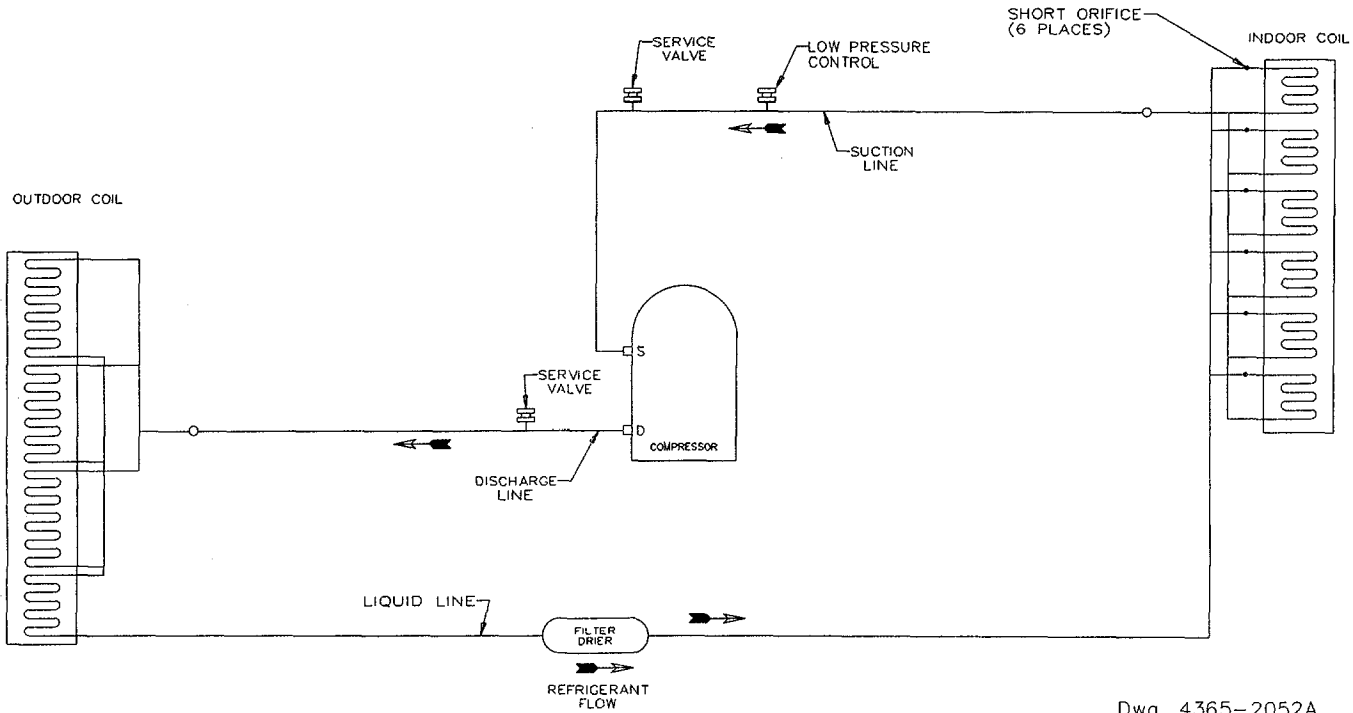 SHORT ORIFICE
(6 PLACES)
INDOOR COIL
SERVICE
VALVE
LOW PRESSURE
CONTROL
SUCTION
LINE
OUTDOOR COIL
S
SERVICE
VALVE
D
COMPRESSOR
DISCHARGE
LINE
LIQUID LINE
FILTER
DRIER
REFRIGERANT
FLOW
Dwg. 4365-2052A